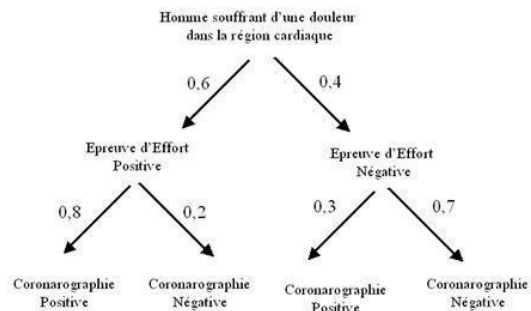 Homme souffrant d'une douleur
dans la région cardiaque
0,6
0,4
Epreuve d'Effort
Positive
Epreuve d'Effort
Négative
0,8
0,2
0,3
0,7
Coronarographie
Positive
Coronarographie
Négative
Coronarographie
Positive
Coronarographie
Négative